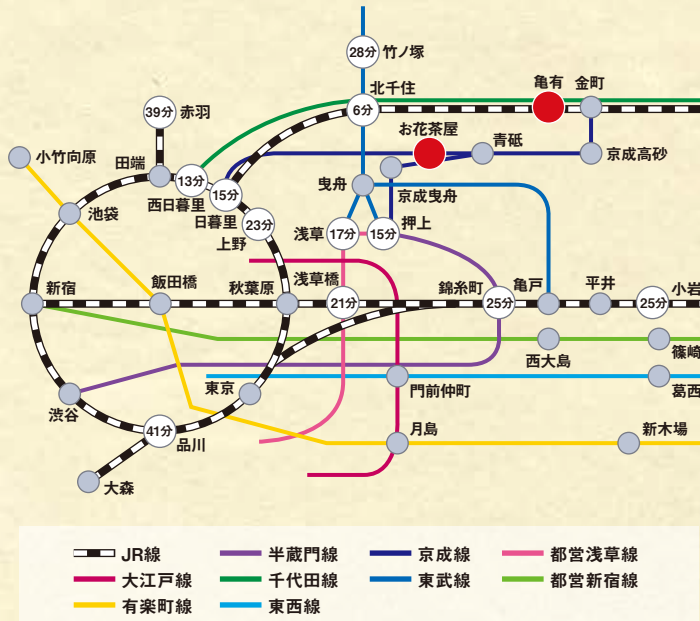 28分 竹ノ塚
北千住
6分
亀有
金町
39分 赤羽
お花茶屋
青砥
京成高砂
小竹向原
田端
13分
西日暮里
15分
日暮里
曳舟
京成曳舟
池袋
23分
上野
浅草 17分
15分 押上
新宿
飯田橋
秋葉原
浅草橋
21分
錦糸町
25分
亀戸
平井
小岩
25分
西大島
篠崎
東京
門前仲町
葛西
渋谷
41分
品川
月島
新木場
大森
JR線
半蔵門線
京成線
都営浅草線
大江戸線
千代田線
東武線
都営新宿線
有楽町線
東西線